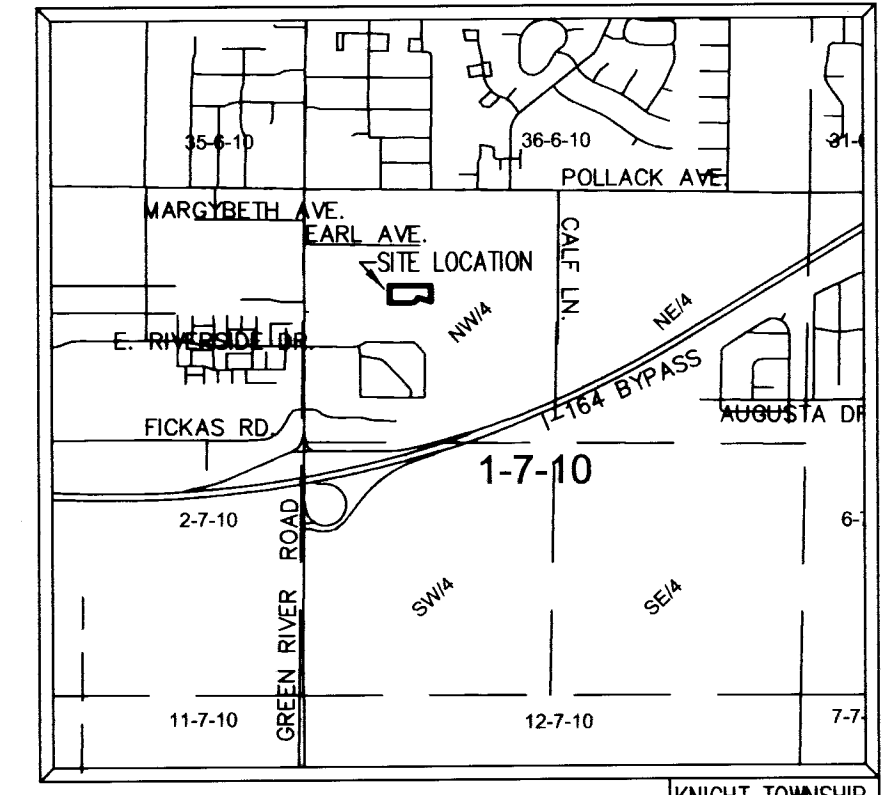 35-6-10
36-6-10
POLLACK AVE.
MARGYBETH AVE.
EARL AVE.
SITE LOCATION
CALF LN.
NW/4
NE/4
E. RIVERSIDE DR.
I-164 BYPASS
FICKAS RD.
AUGUSTA DR
1-7-10
2-7-10
GREEN RIVER ROAD
SW/4
SE/4
11-7-10
12-7-10
7-7-
KNIGHT TOWNSHIP